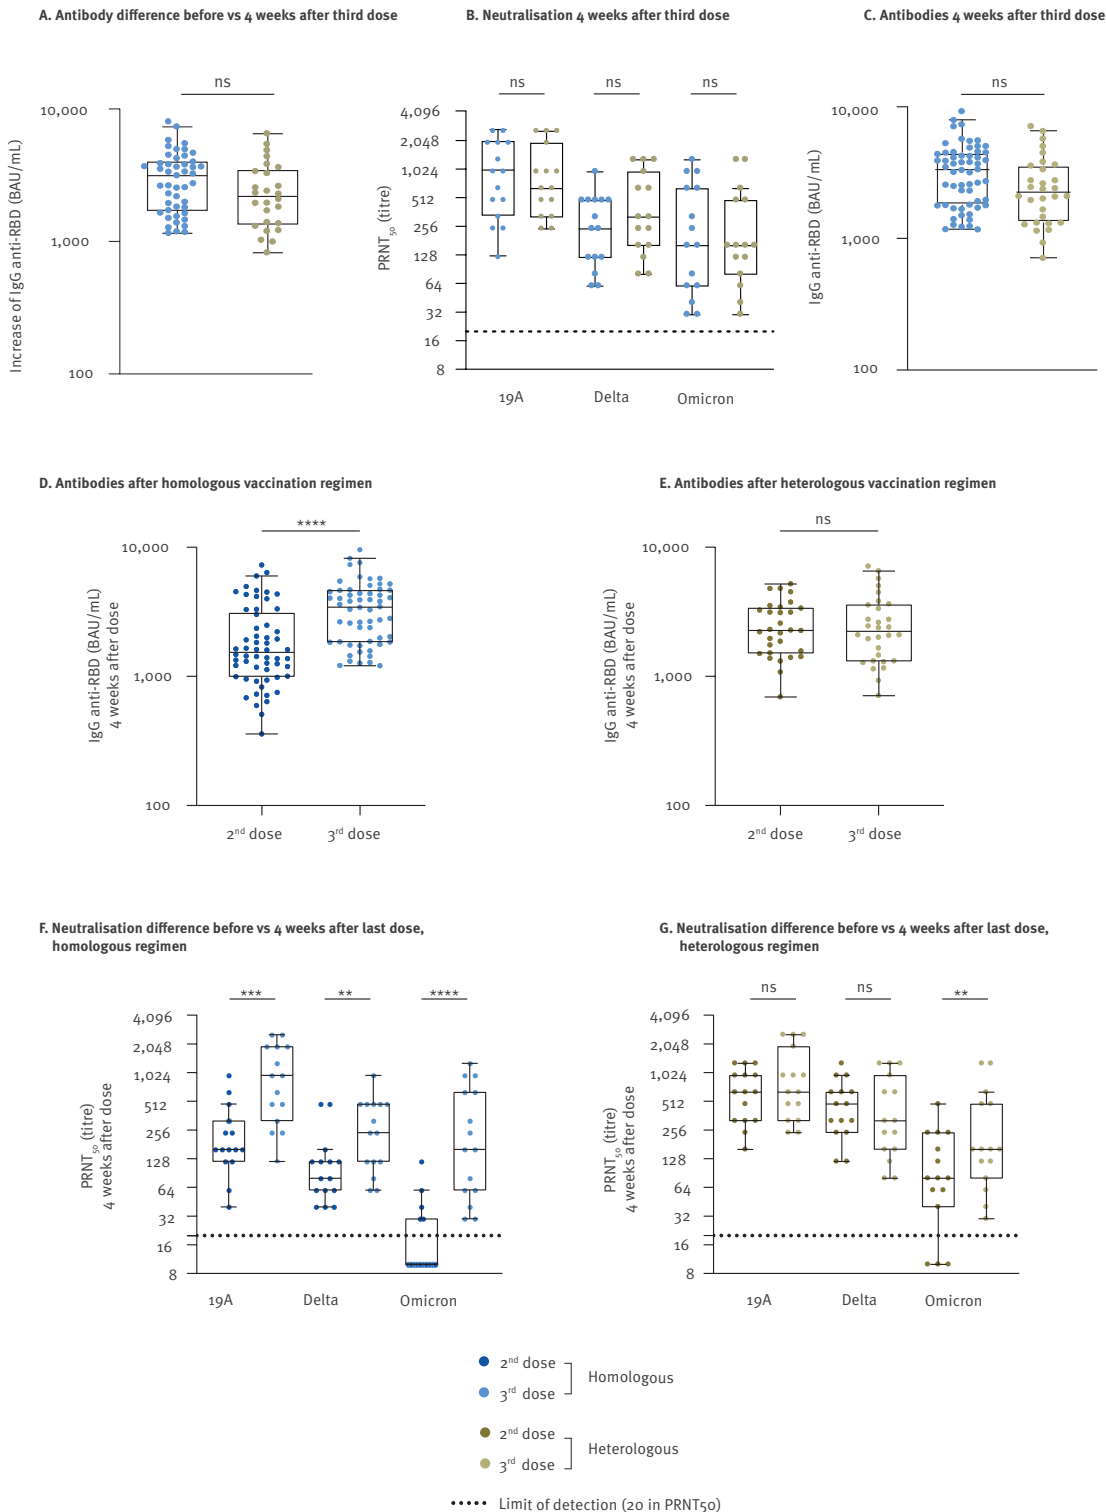 A. Antibody difference before vs 4 weeks after third dose
ns
10,000
1,000
100
Increase of IgG anti-RBD (BAU/mL)
B. Neutralisation 4 weeks after third dose
ns
ns
ns
4,096
2,048
1,024
512
256
128
64
32
16
8
PRNT50 (titre)
19A
Delta
Omicron
C. Antibodies 4 weeks after third dose
ns
10,000
1,000
100
IgG anti-RBD (BAU/mL)
D. Antibodies after homologous vaccination regimen
****
10,000
1,000
100
IgG anti-RBD (BAU/mL)
4 weeks after dose
2nd dose
3rd dose
E. Antibodies after heterologous vaccination regimen
ns
10,000
1,000
100
IgG anti-RBD (BAU/mL)
4 weeks after dose
2nd dose
3rd dose
F. Neutralisation difference before vs 4 weeks after last dose,
homologous regimen
***
**
****
4,096
2,048
1,024
512
256
128
64
32
16
8
PRNT50 (titre)
4 weeks after dose
19A
Delta
Omicron
G. Neutralisation difference before vs 4 weeks after last dose,
heterologous regimen
ns
ns
**
4,096
2,048
1,024
512
256
128
64
32
16
8
PRNT50 (titre)
4 weeks after dose
19A
Delta
Omicron
2nd dose
3rd dose
Homologous
2nd dose
3rd dose
Heterologous
Limit of detection (20 in PRNT50)